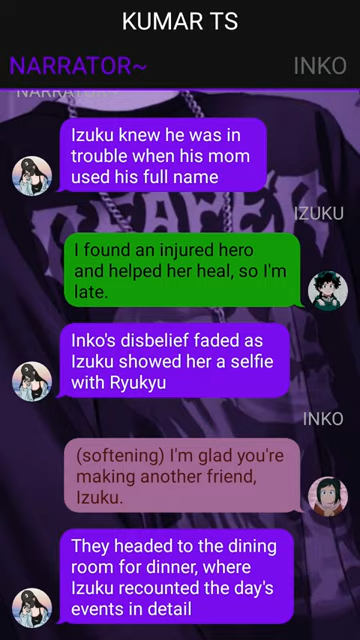 KUMAR TS
NARRATOR~
INKO
NARRATOR~
Izuku knew he was in
trouble when his mom
used his full name
IZUKU
I found an injured hero
and helped her heal, so I'm
late.
Inko's disbelief faded as
Izuku showed her a selfie
with Ryukyu
INKO
(softening) I'm glad you're
making another friend,
Izuku.
They headed to the dining
room for dinner, where
Izuku recounted the day's
events in detail